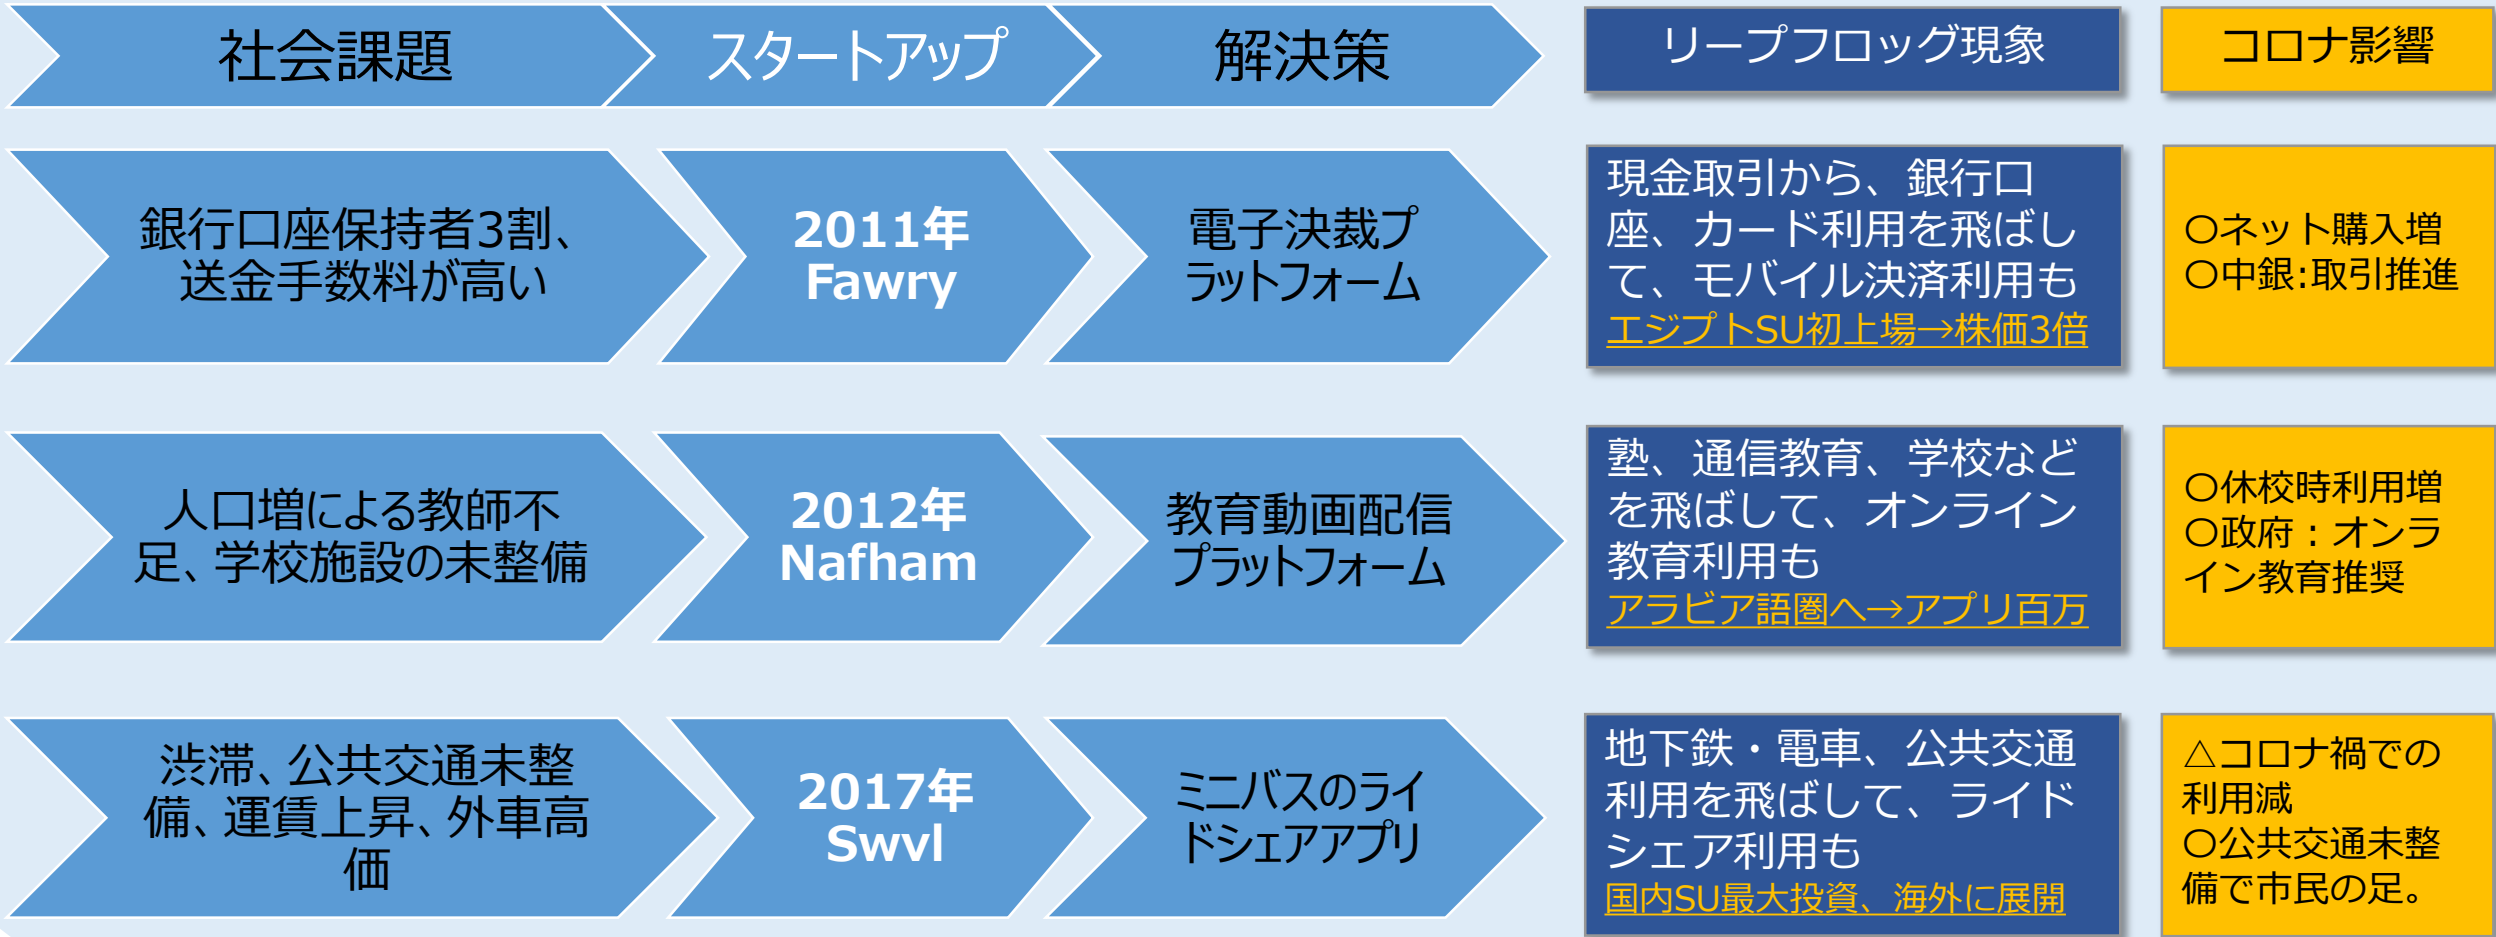 社会課題
スタートアップ
解決策
リープフロッグ現象
コロナ影響
銀行口座保持者3割、
送金手数料が高い
2011年
Fawry
電子決裁プ
ラットフォーム
現金取引から、銀行口
座、カード利用を飛ばし
て、モバイル決済利用も
エジプトSU初上場→株価3倍
〇ネット購入増
〇中銀:取引推進
人口増による教師不
足、学校施設の未整備
2012年
Nafham
教育動画配信
プラットフォーム
塾、通信教育、学校など
を飛ばして、オンライン
教育利用も
アラビア語圏へ→アプリ百万
〇休校時利用増
〇政府：オンラ
イン教育推奨
渋滞、公共交通未整
備、運賃上昇、外車高
価
2017年
Swvl
ミニバスのライ
ドシェアアプリ
地下鉄・電車、公共交通
利用を飛ばして、ライド
シェア利用も
国内SU最大投資、海外に展開
△コロナ禍での
利用減
〇公共交通未整
備で市民の足。